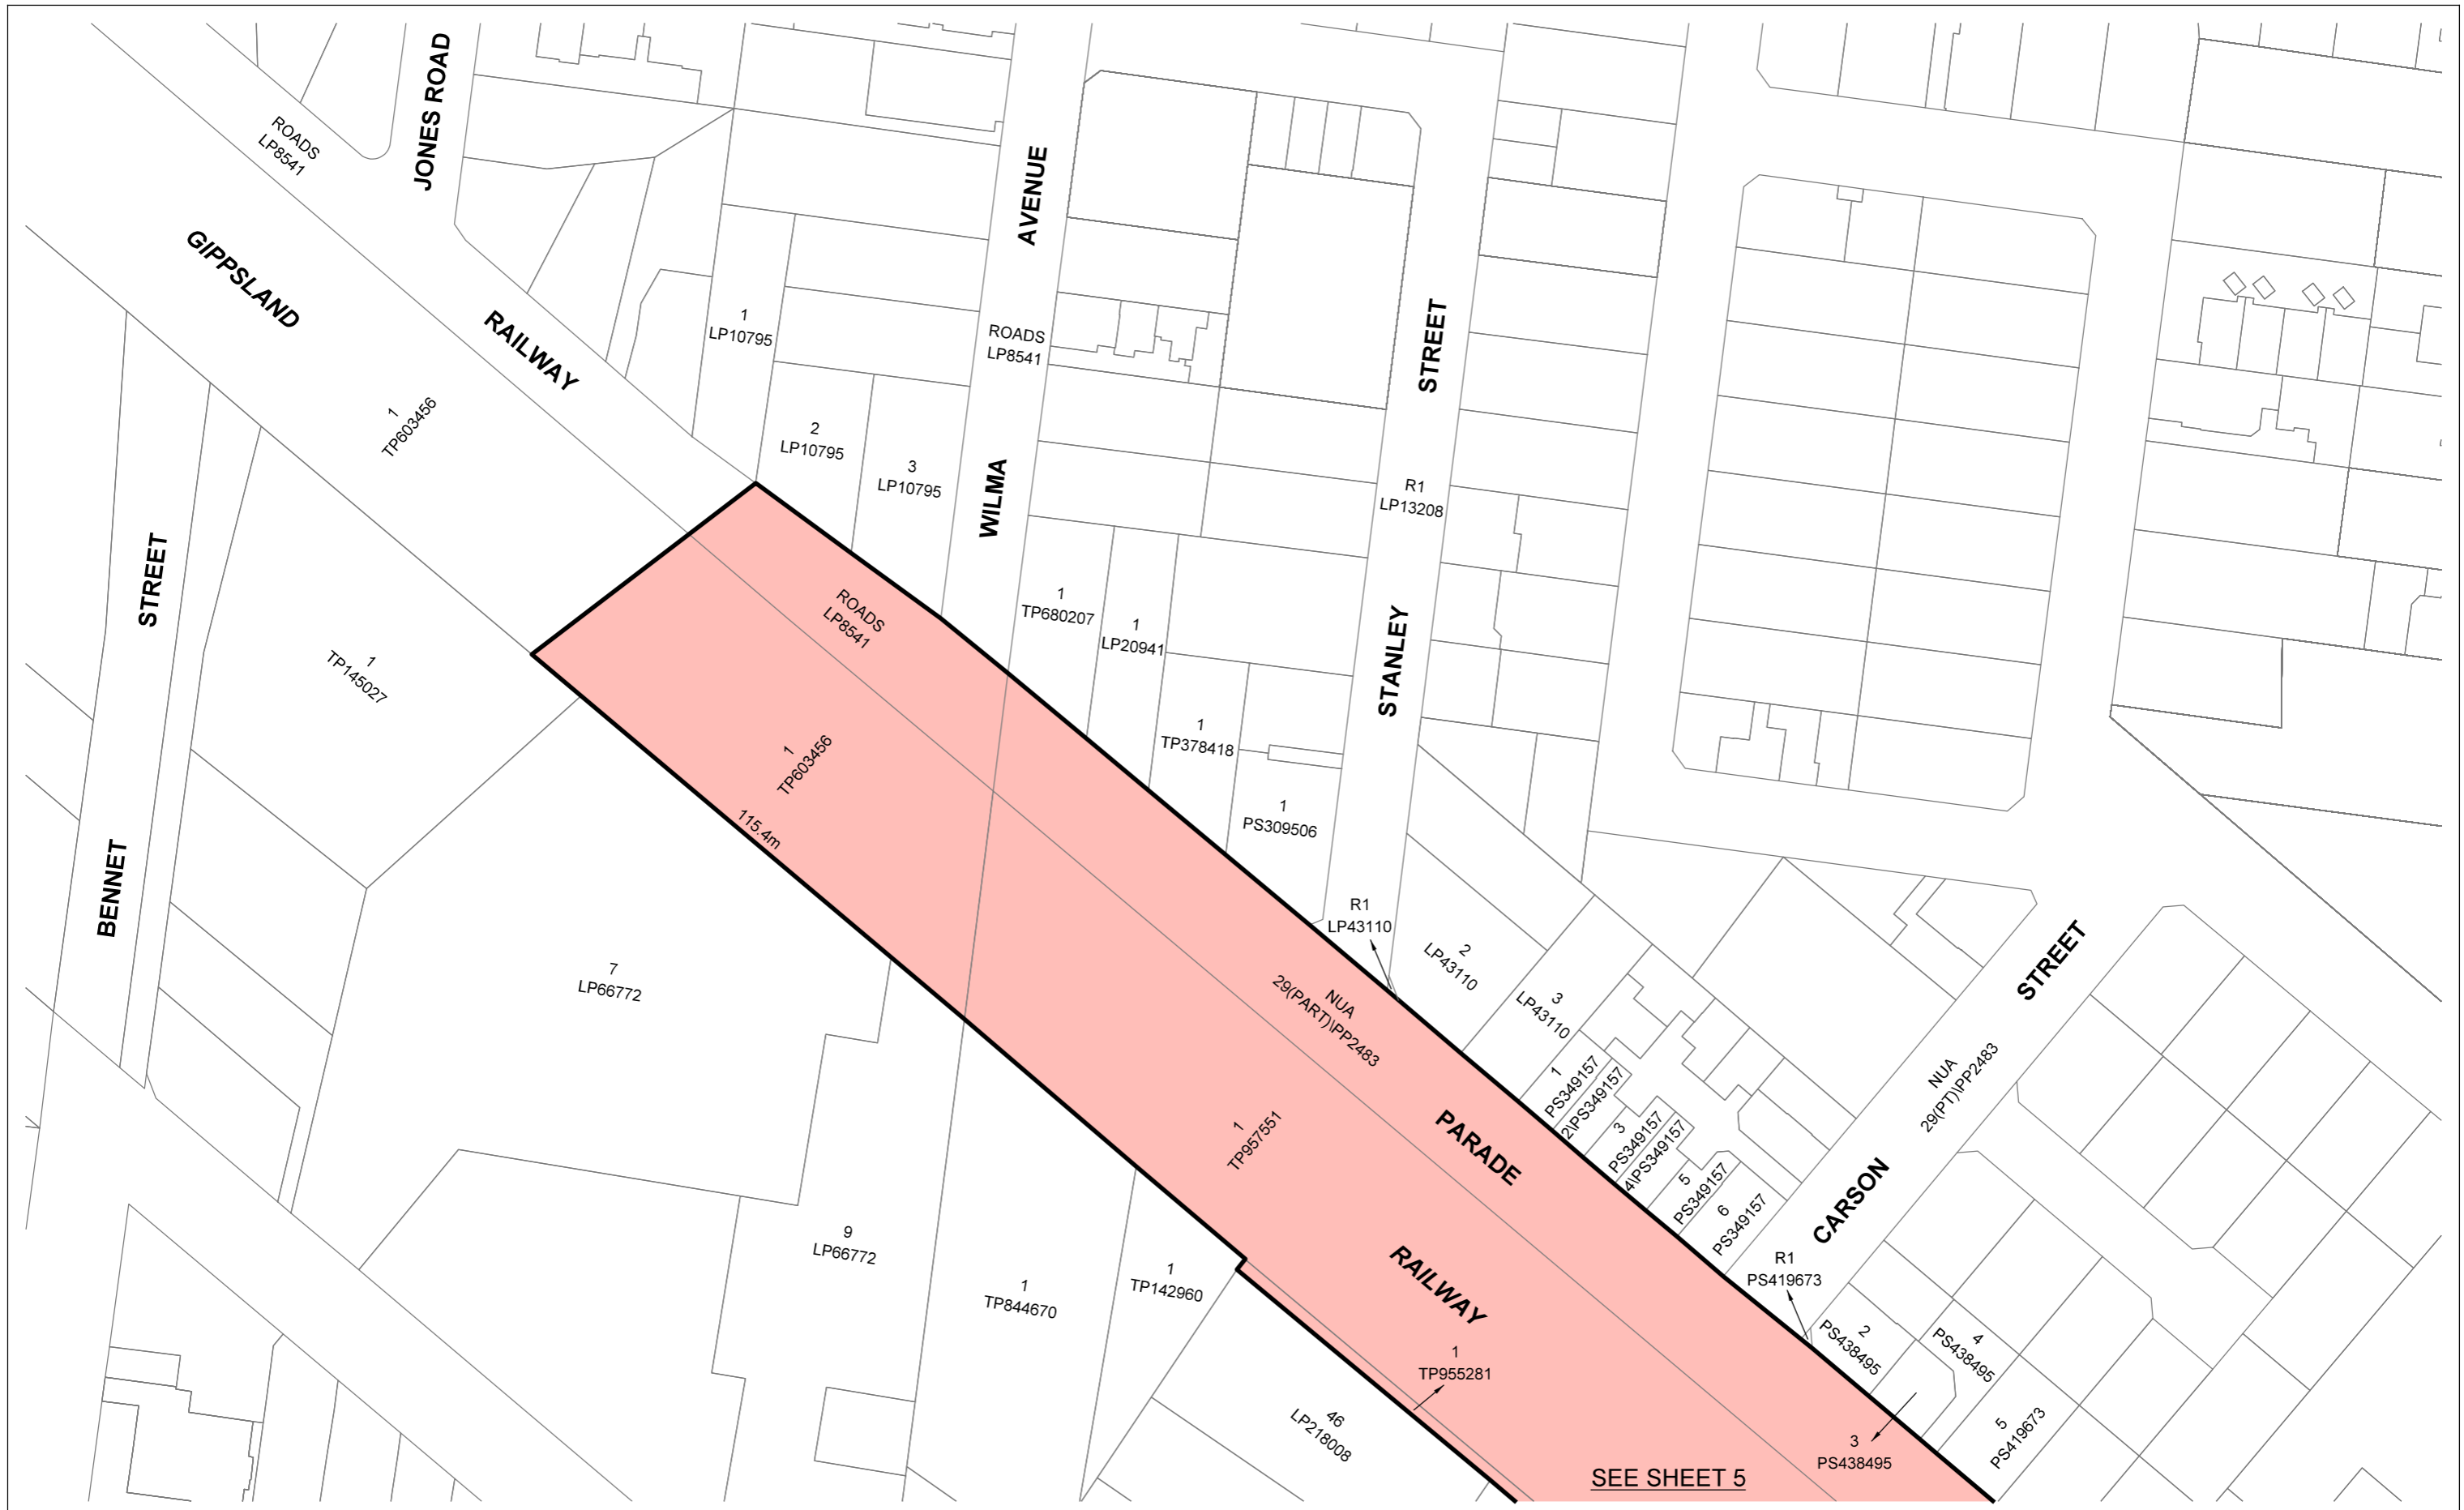 JONES ROAD
ROADS
LP8541
GIPPSLAND
RAILWAY
AVENUE
WILMA
ROADS
LP8541
STREET
STANLEY
R1
LP13208
1
LP10795
2
LP10795
3
LP10795
1
TP603456
STREET
BENNET
1
TP145027
ROADS
LP8541
1
TP603456
115.4m
1
TP680207
1
LP20941
1
TP378418
1
PS309506
R1
LP43110
2
LP43110
3
LP43110
7
LP66772
NUA
29(PART)\PP2483
1
TP957551
PARADE
RAILWAY
1
PS349157
2\PS349157
3
PS349157
4\PS349157
5
PS349157
6
PS349157
STREET
CARSON
NUA
29(PT)\PP2483
R1
PS419673
2
PS438495
4
PS438495
3
PS438495
5
PS419673
9
LP66772
1
TP844670
1
TP142960
1
TP955281
46
LP218008
SEE SHEET 5